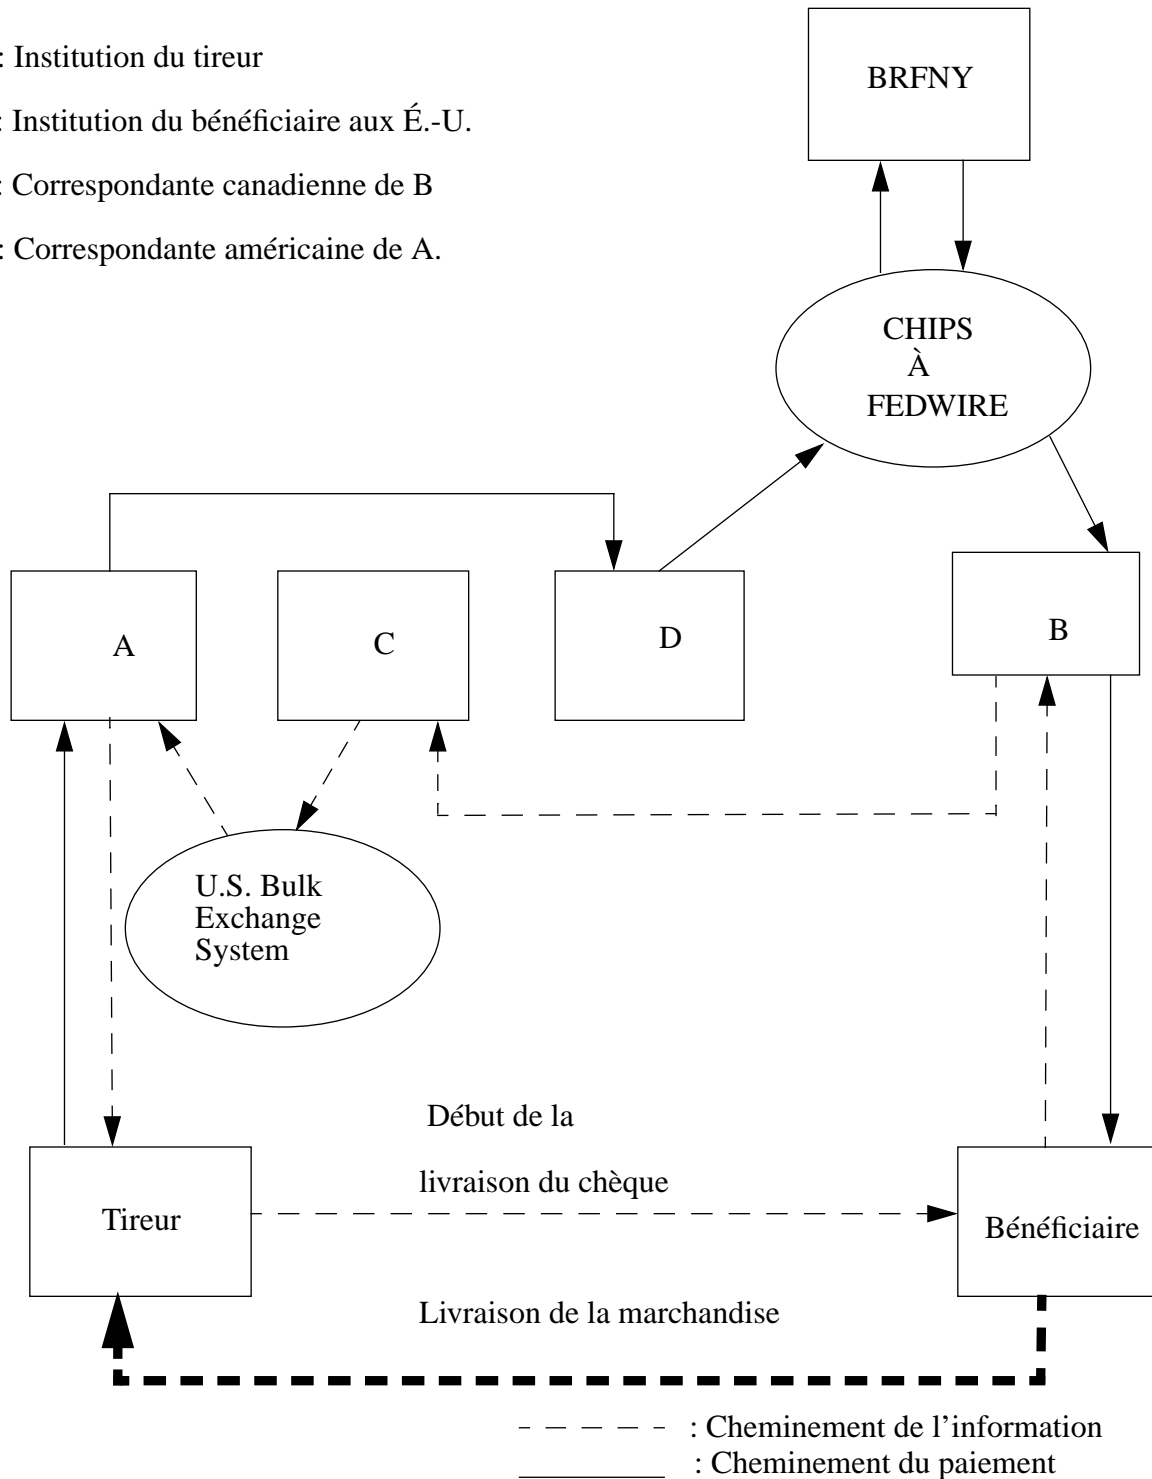 : Institution du tireur
: Institution du bénéficiaire aux É.-U.
: Correspondante canadienne de B
: Correspondante américaine de A.
BRFNY
CHIPS
À
FEDWIRE
A
C
D
B
U.S. Bulk
Exchange
System
Début de la
livraison du chèque
Tireur
Bénéficiaire
Livraison de la marchandise
: Cheminement de l’information
: Cheminement du paiement